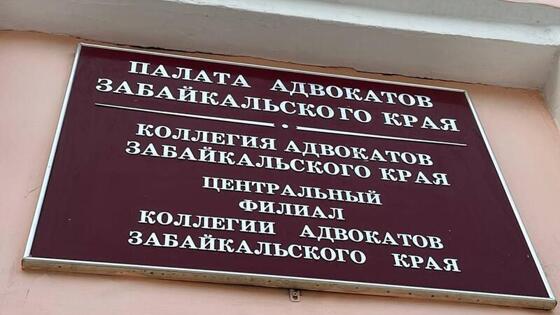 ПАЛАТА АДВОКАТОВ
ЗАБАЙКАЛЬСКОГО КРАЯ
КОЛЛЕГИЯ АДВОКАТОВ
ЗАБАЙКАЛЬСКОГО КРАЯ
ЦЕНТРАЛЬНЫЙ
ФИЛИАЛ
КОЛЛЕГИИ АДВОКАТОВ
ЗАБАЙКАЛЬСКОГО КРАЯ